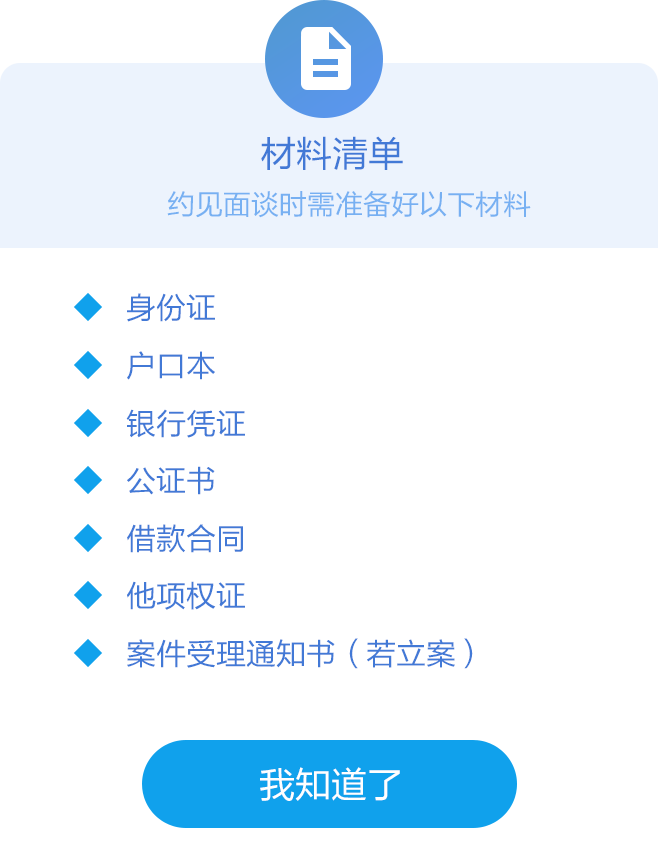 材料清单
约见面谈时需准备好以下材料
身份证
户口本
银行凭证
公证书
借款合同
他项权证
案件受理通知书（若立案）
我知道了